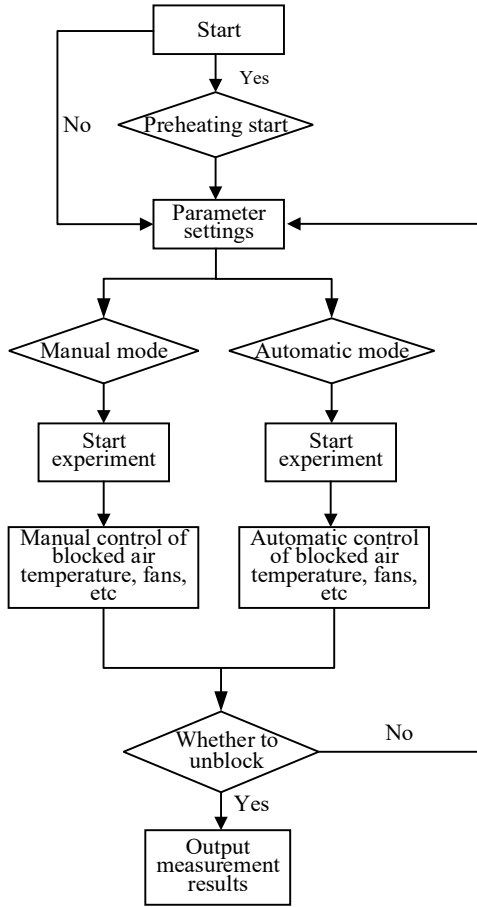 Start
Yes
No
Preheating start
Parameter
settings
Manual mode
Automatic mode
Start
experiment
Start
experiment
Manual control of
blocked air
temperature, fans,
etc
Automatic control
of blocked air
temperature, fans,
etc
Whether to
unblock
No
Yes
Output
measurement
results